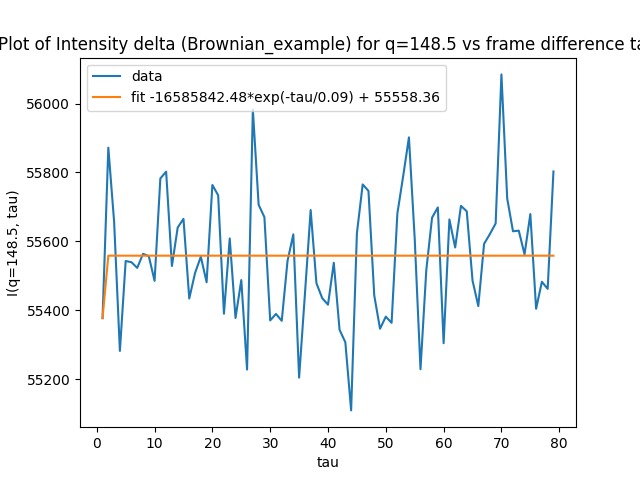 Plot of Intensity delta (Brownian_example) for q=148.5 vs frame difference ta
data
fit -16585842.48*exp(-tau/0.09) + 55558.36
I(q=148.5, tau)
56000
55800
55600
55400
55200
0 10 20 30 40 50 60 70 80
tau